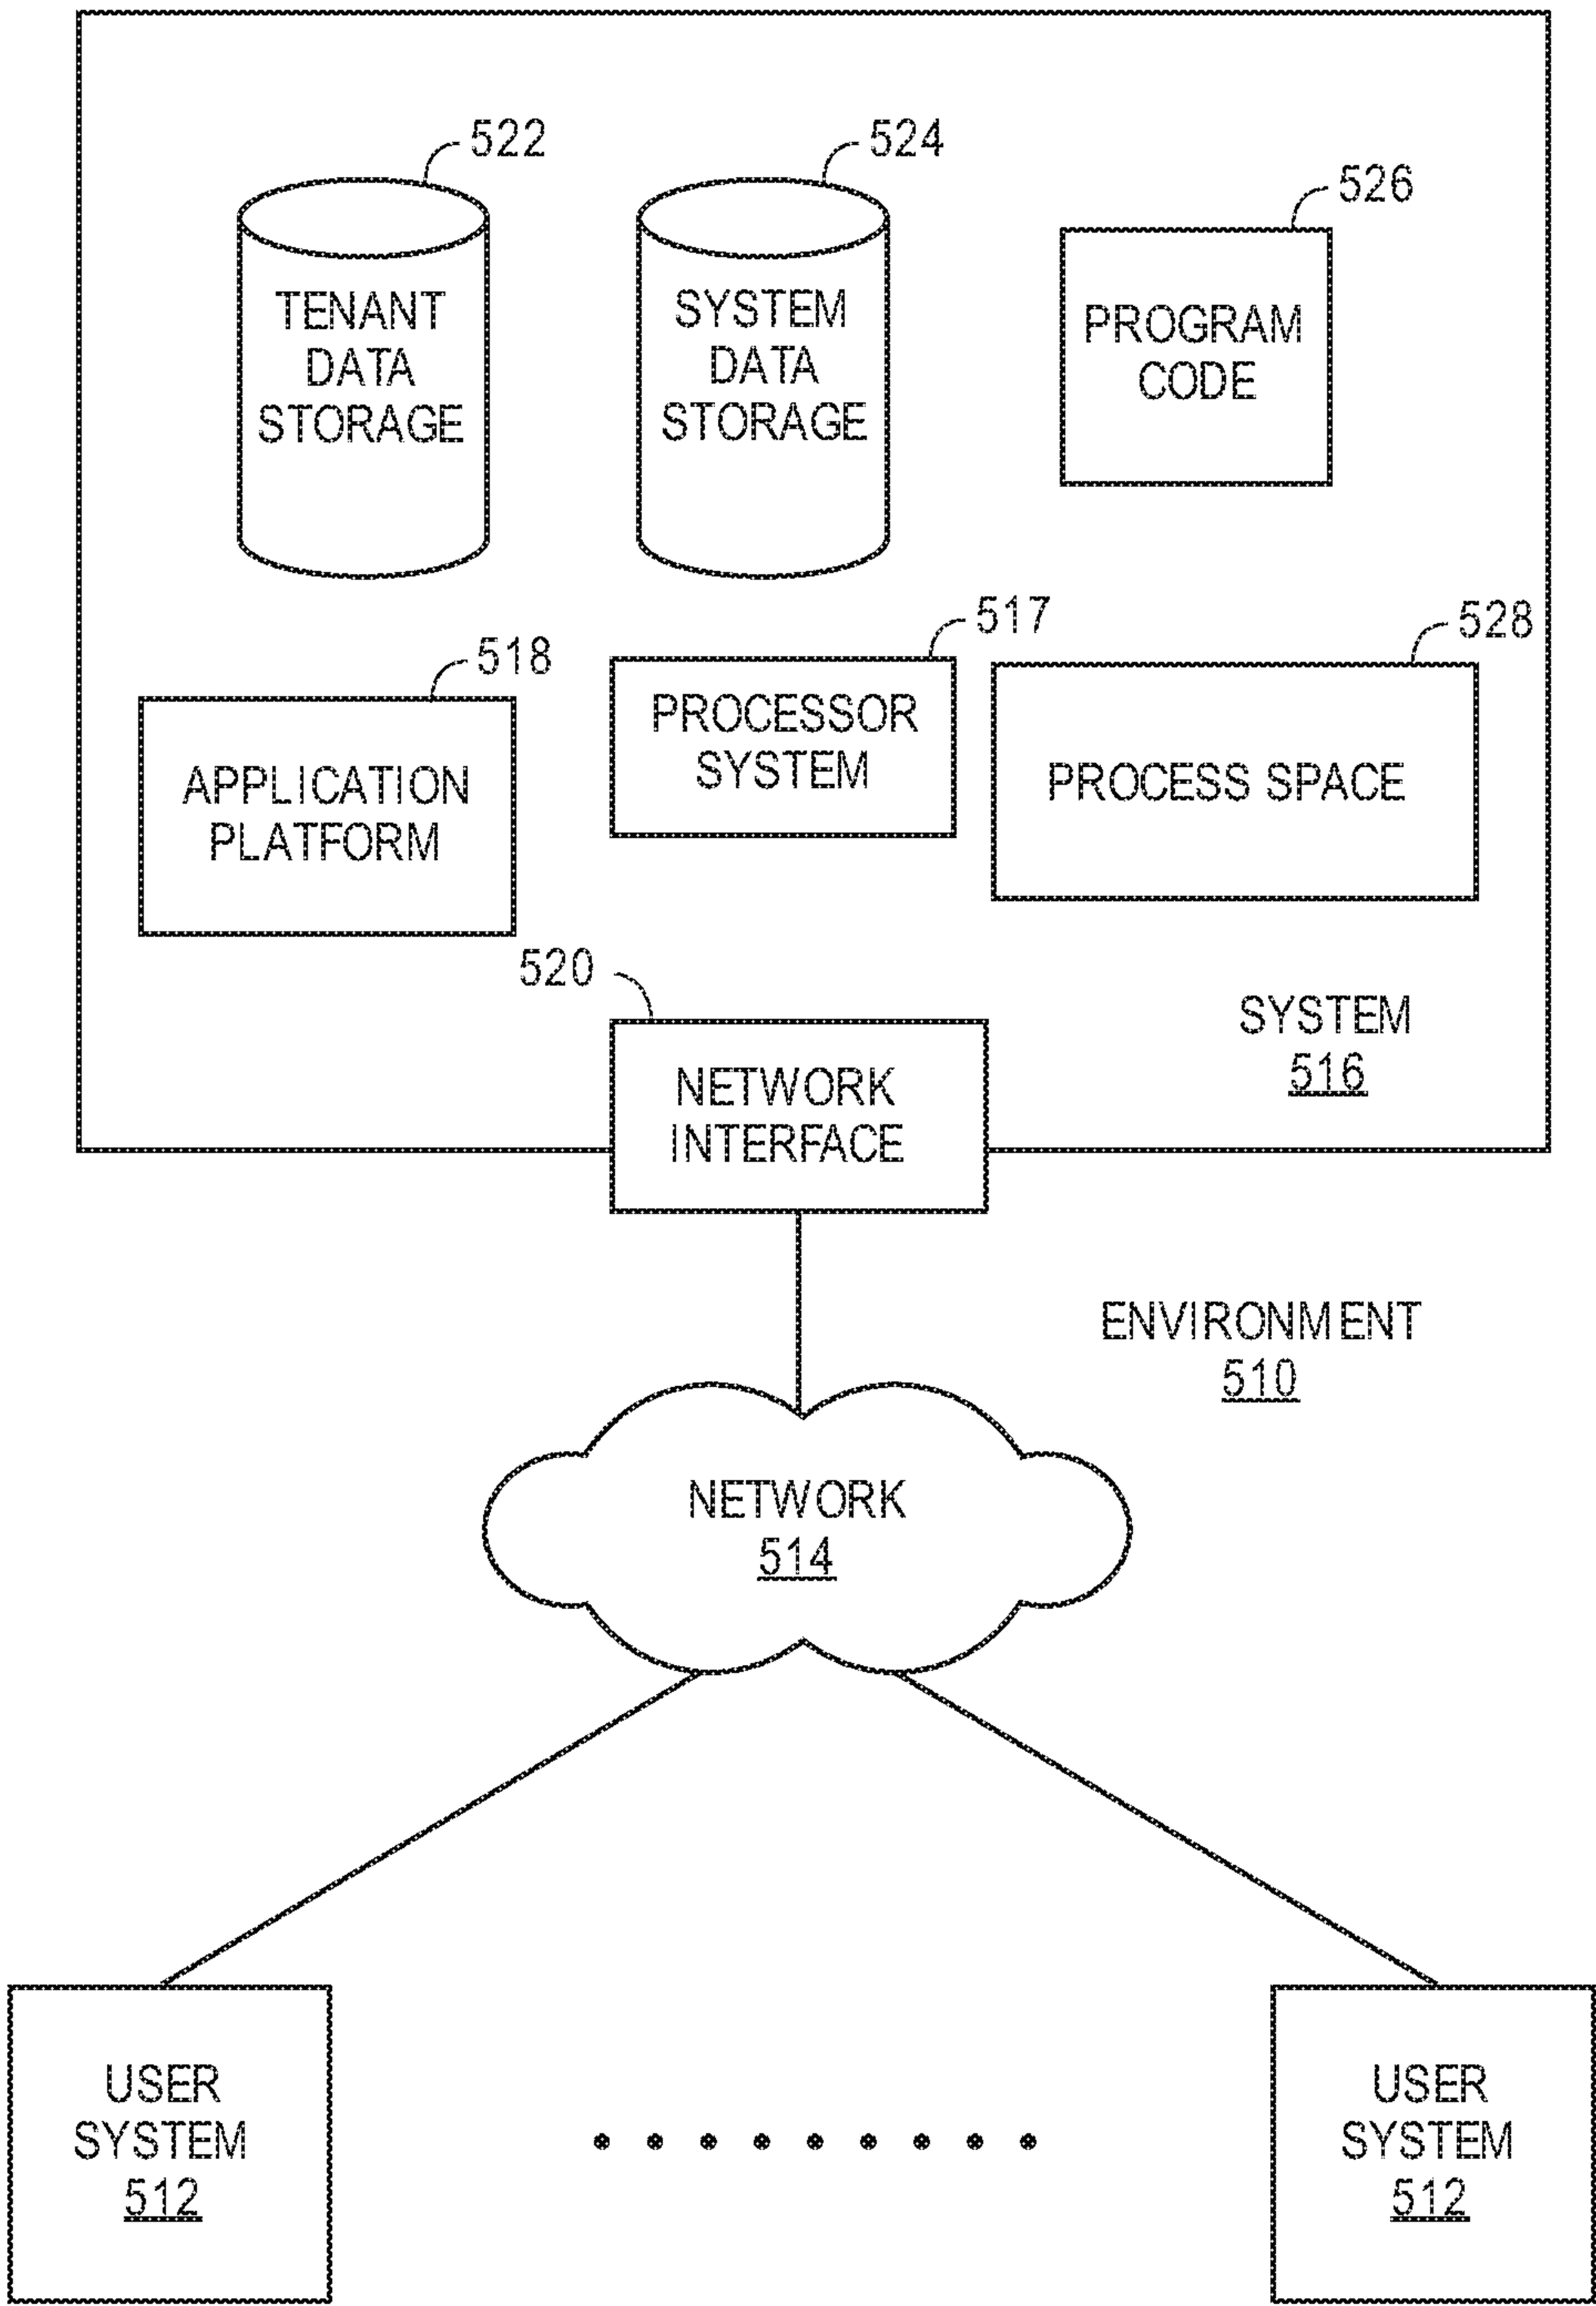 522
524
526
TENANT
DATA
STORAGE
SYSTEM
DATA
STORAGE
PROGRAM
CODE
518
517
528
APPLICATION
PLATFORM
PROCESSOR
SYSTEM
PROCESS SPACE
520
NETWORK
INTERFACE
SYSTEM
516
ENVIRONMENT
510
NETWORK
514
USER
SYSTEM
512
USER
SYSTEM
512